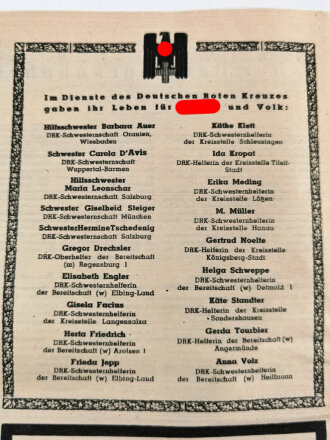 Im Dienste des Deutschen Roten Kreuzes
gaben ihr Leben für und Volk:
Hilfsschwester Barbara Auer
DRK-Schwesternschaft Oranien,
Wiesbaden
Schwester Carola D'Avis
DRK-Schwesternschaft
Wuppertal-Barmen
Hilfsschwester
Maria Leonschar
DRK-Schwesternschaft Salzburg
Schwester Giselheid Steiger
DRK-Schwesternschaft München
Schwester Hermine Tschedenig
DRK-Schwesternschaft Salzburg
Gregor Drechsler
DRK-Oberhelfer der Bereitschaft
(m) Regensburg 1
Elisabeth Engler
DRK-Schwesternhelferin
der Bereitschaft (w) Elbing-Land
Gisela Facius
DRK-Schwesternhelferin
der Kreisstelle Langensalza
Herta Friedrich
DRK-Schwesternhelferin
der Bereitschaft (w) Arolsen 1
Frieda Jepp
DRK-Schwesternhelferin
der Bereitschaft (w) Elbing-Land
Käthe Klett
DRK-Schwesternhelferin
der Kreisstelle Schleusingen
Ida Kropat
DRK-Helferin der Kreisstelle Tilsit-
Stadt
Erika Meding
DRK-Schwesternhelferin
der Kreisstelle Lötzen
M. Müller
DRK-Schwesternhelferin
der Kreisstelle Hanau
Gertrud Noelte
DRK-Helferin der Kreisstelle
Königsberg-Stadt
Helga Schweppe
DRK-Schwesternhelferin
der Bereitschaft (w) Detmold 1
Käte Staudter
DRK-Helferin der Kreisstelle
Sondershausen
Gerda Tourbier
DRK-Helferin der Bereitschaft (w)
Angermünde
Anna Volz
DRK-Schwesternhelferin
der Bereitschaft (w) Heilbronn